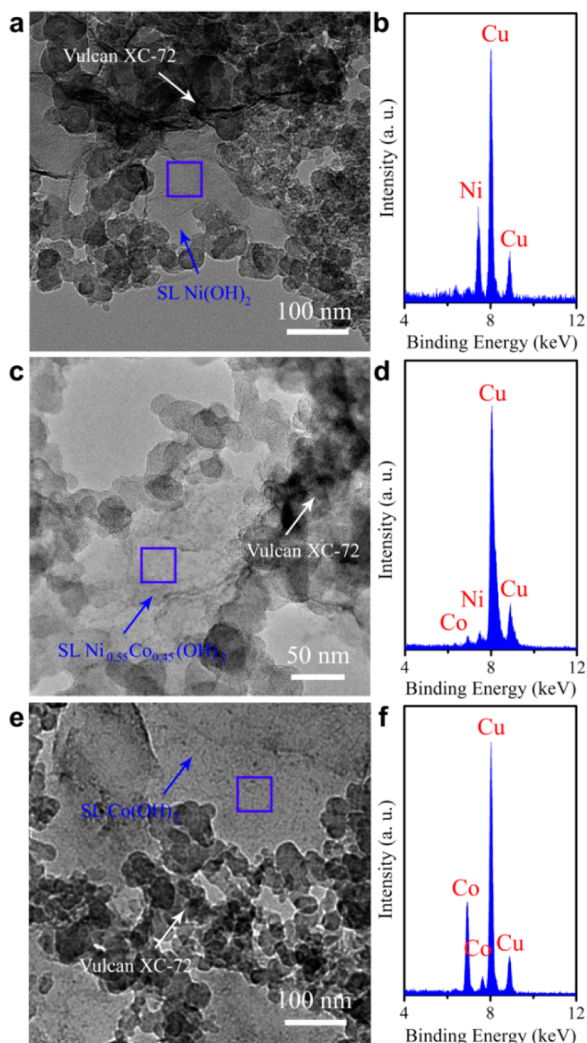 a
Vulcan XC-72
SL Ni(OH)2
100 nm
b
Cu
Ni
Cu
Intensity (a. u.)
4 8 12
Binding Energy (keV)
c
Vulcan XC-72
SL Ni0.55Co0.45(OH)2
50 nm
d
Cu
Ni
Co
Cu
Intensity (a. u.)
4 8 12
Binding Energy (keV)
e
SL Co(OH)2
Vulcan XC-72
100 nm
f
Cu
Co
Co
Cu
Intensity (a. u.)
4 8 12
Binding Energy (keV)